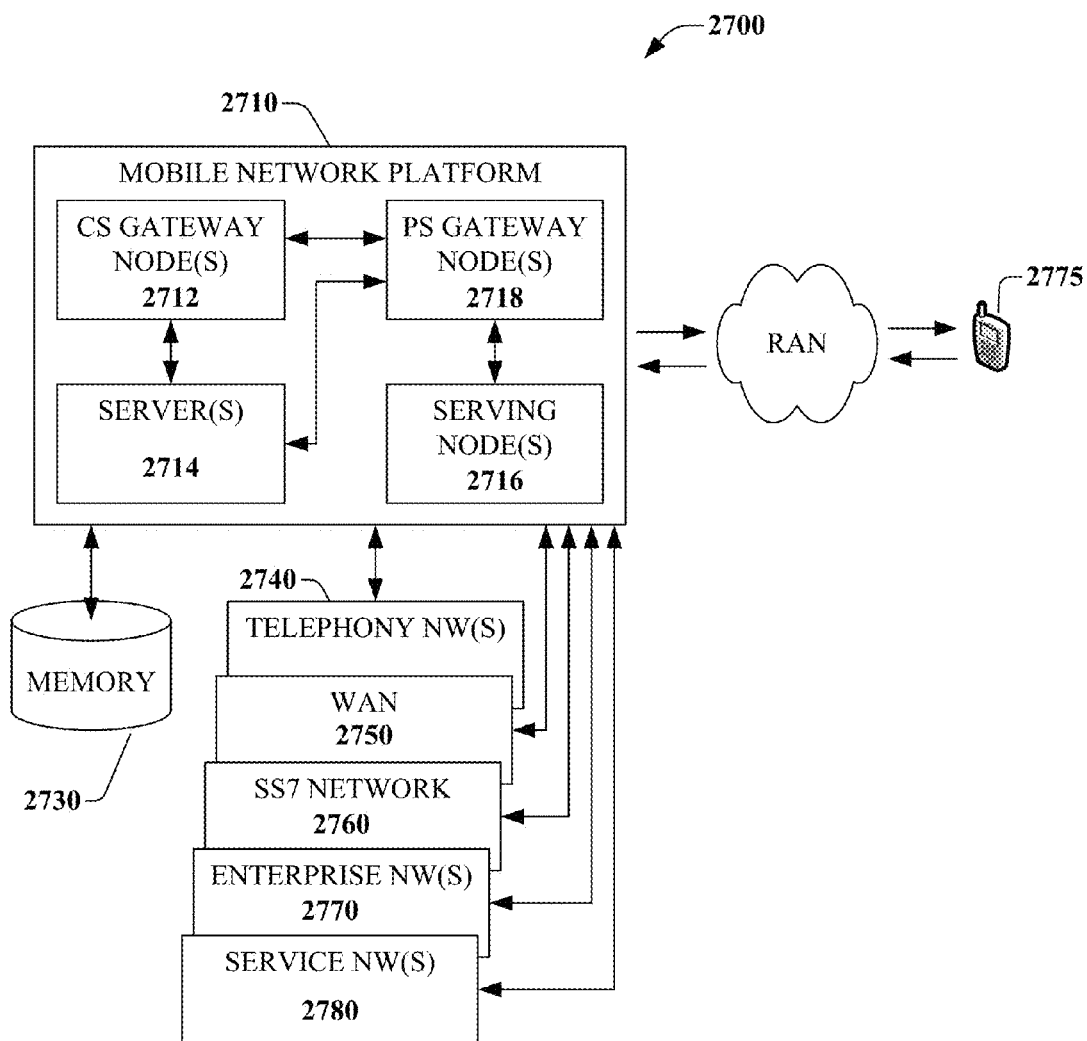 2700
2710
MOBILE NETWORK PLATFORM
CS GATEWAY
NODE(S)
2712
PS GATEWAY
NODE(S)
2718
SERVER(S)
2714
SERVING
NODE(S)
2716
RAN
2775
2740
TELEPHONY NW(S)
MEMORY
2730
WAN
2750
SS7 NETWORK
2760
ENTERPRISE NW(S)
2770
SERVICE NW(S)
2780